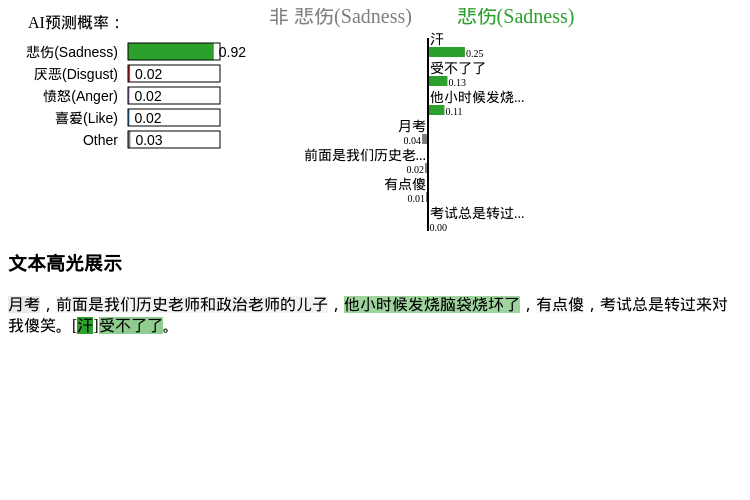 AI预测概率：
悲伤(Sadness) 0.92
厌恶(Disgust) 0.02
愤怒(Anger) 0.02
喜爱(Like) 0.02
Other 0.03
非 悲伤(Sadness) 悲伤(Sadness)
汗
0.25
受不了了
0.13
他小时候发烧...
0.11
月考
0.04
前面是我们历史老...
0.02
有点傻
0.01
考试总是转过...
0.00
文本高光展示
月考，前面是我们历史老师和政治老师的儿子，他小时候发烧脑袋烧坏了，有点傻，考试总是转过来对
我傻笑。[汗]受不了了。